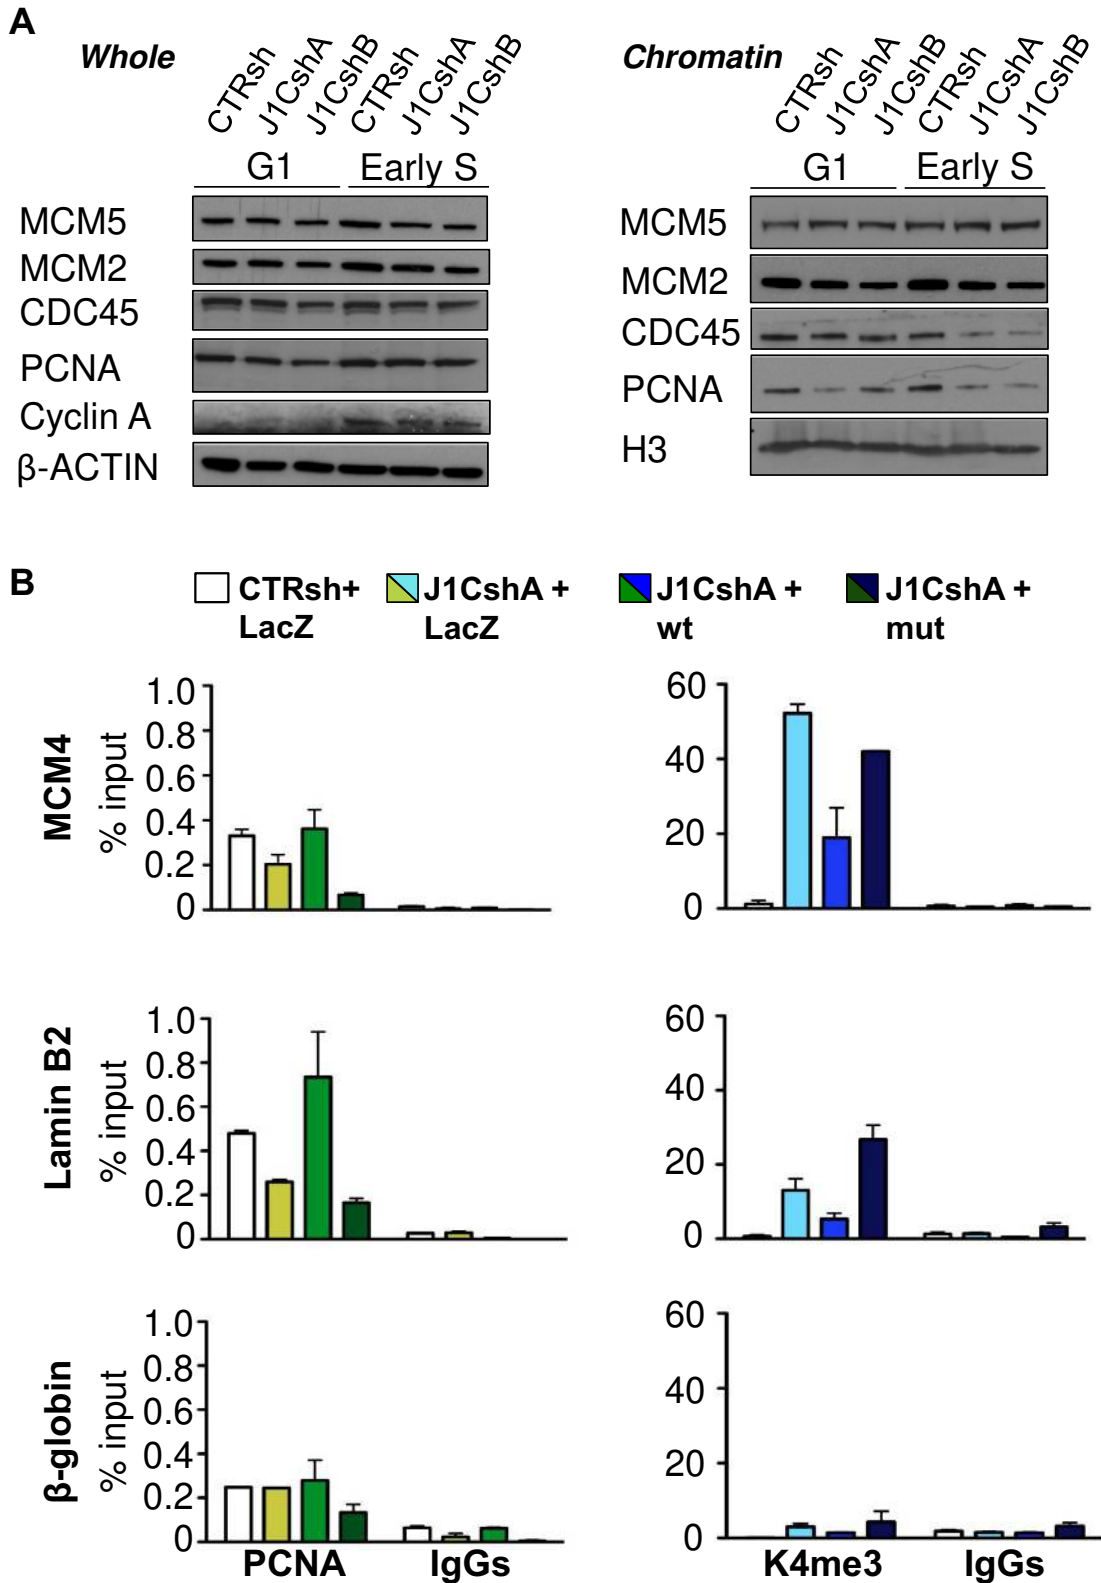 A
Whole
CTRsh J1CshA J1CshB CTRsh J1CshA J1CshB
G1 Early S
MCM5
MCM2
CDC45
PCNA
Cyclin A
β-ACTIN
Chromatin
CTRsh J1CshA J1CshB CTRsh J1CshA J1CshB
G1 Early S
MCM5
MCM2
CDC45
PCNA
H3
B
CTRsh+ LacZ
J1CshA + LacZ
J1CshA + wt
J1CshA + mut
MCM4
% input
1.0
0.8
0.6
0.4
0.2
0
60
40
20
0
Lamin B2
% input
1.0
0.8
0.6
0.4
0.2
0
60
40
20
0
β-globin
% input
1.0
0.8
0.6
0.4
0.2
0
PCNA IgGs
60
40
20
0
K4me3 IgGs